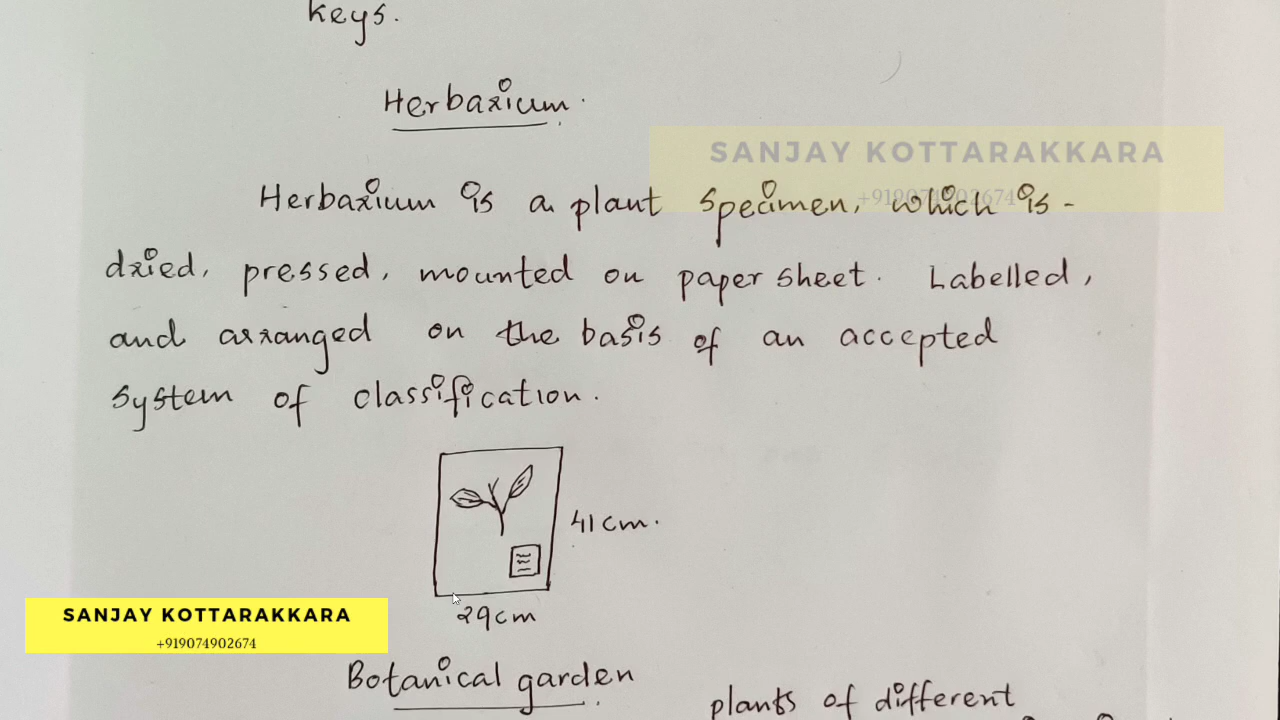 keys.
Herbarium.
SANJAY KOTTARAKKARA
+919074902674
Herbarium is a plant specimen, which is -
dried, pressed, mounted on paper sheet. Labelled,
and arranged on the basis of an accepted
system of classification.
41cm.
29cm
SANJAY KOTTARAKKARA
+919074902674
Botanical garden
plants of different